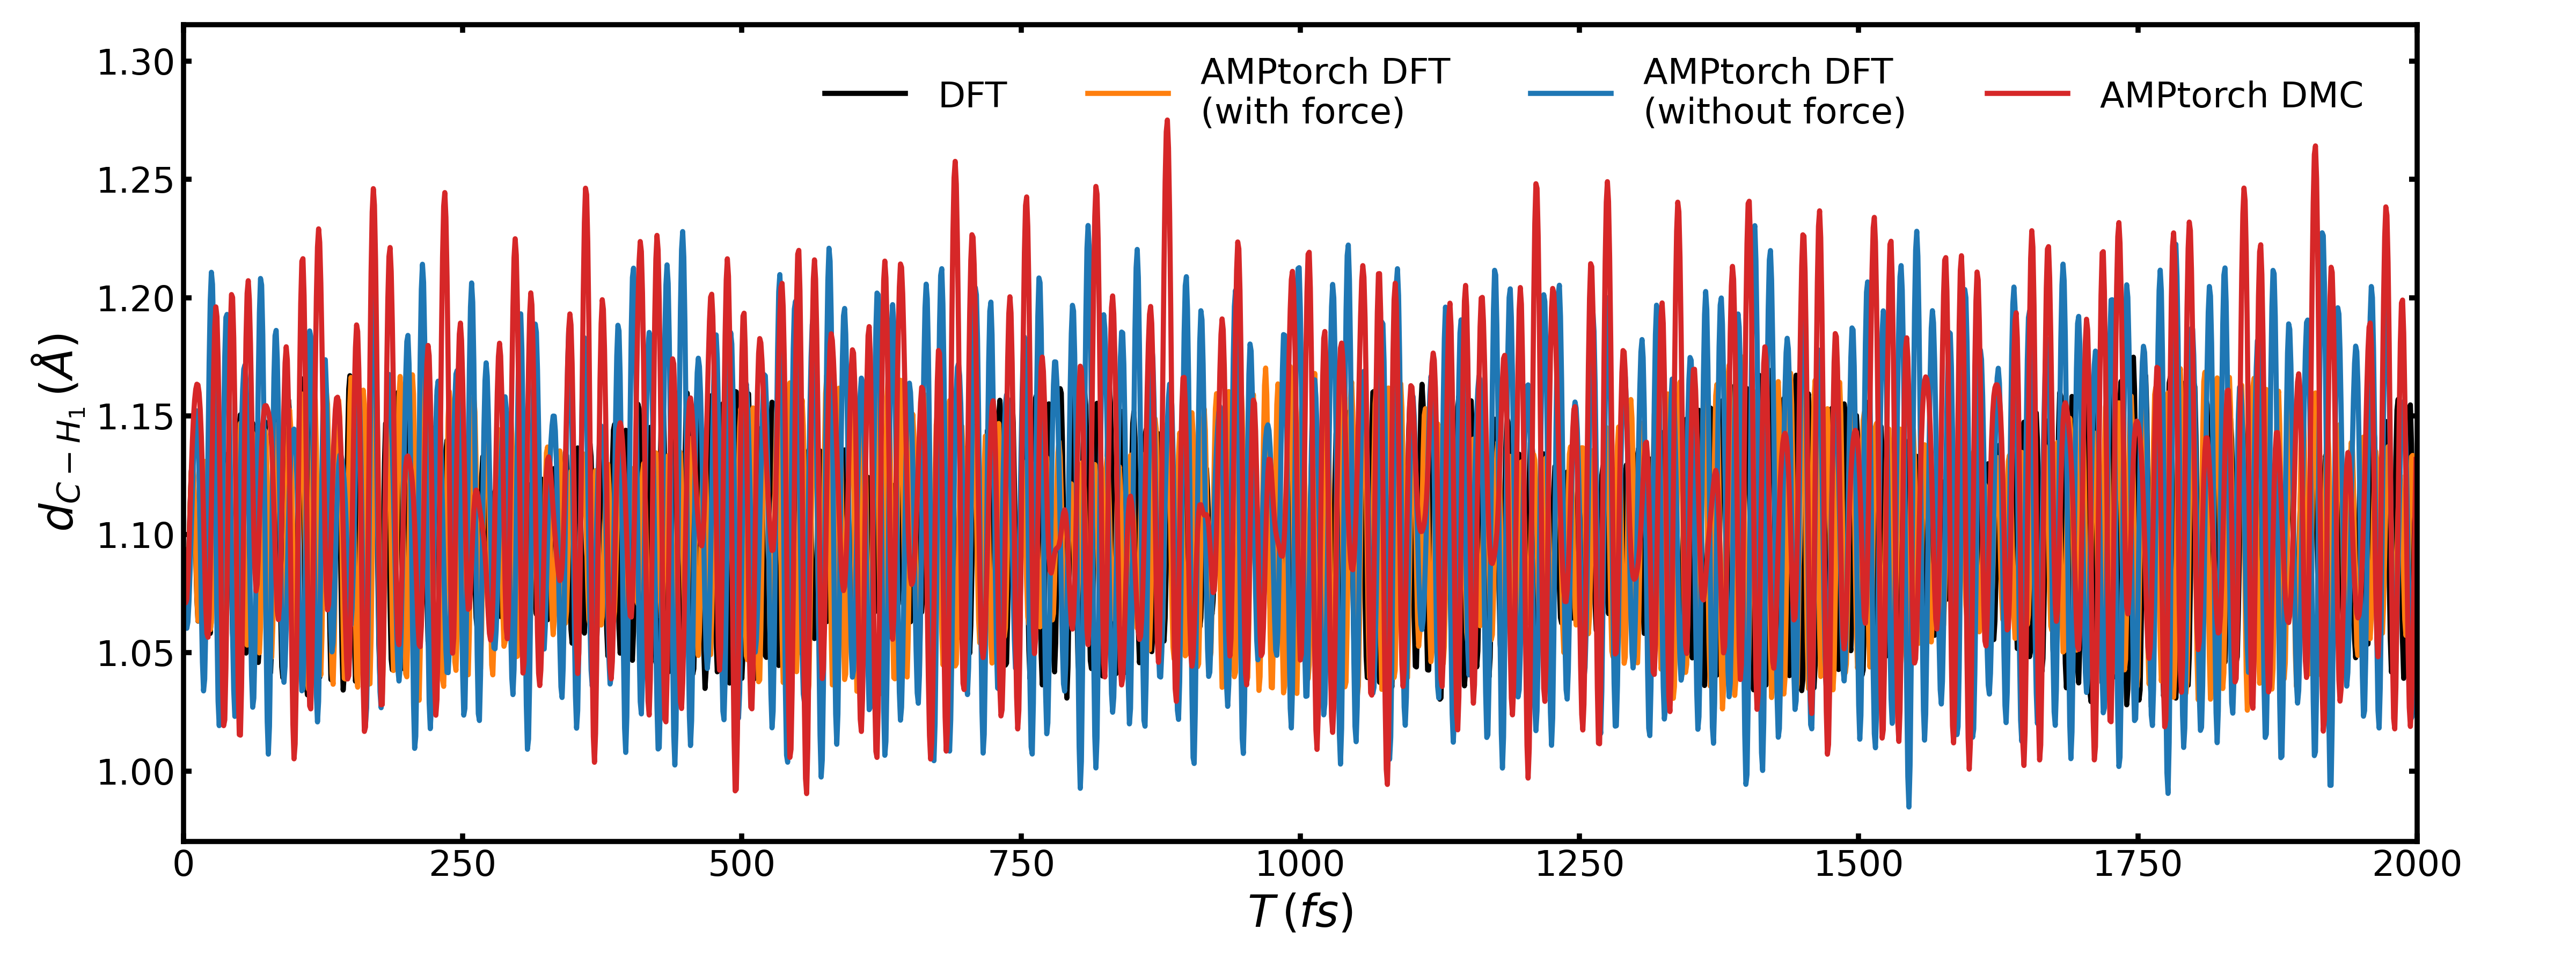 1.30
1.25
1.20
1.15
1.10
1.05
1.00
d_{C-H_1} (Å)
DFT
AMPtorch DFT
(with force)
AMPtorch DFT
(without force)
AMPtorch DMC
0 250 500 750 1000 1250 1500 1750 2000
T (fs)